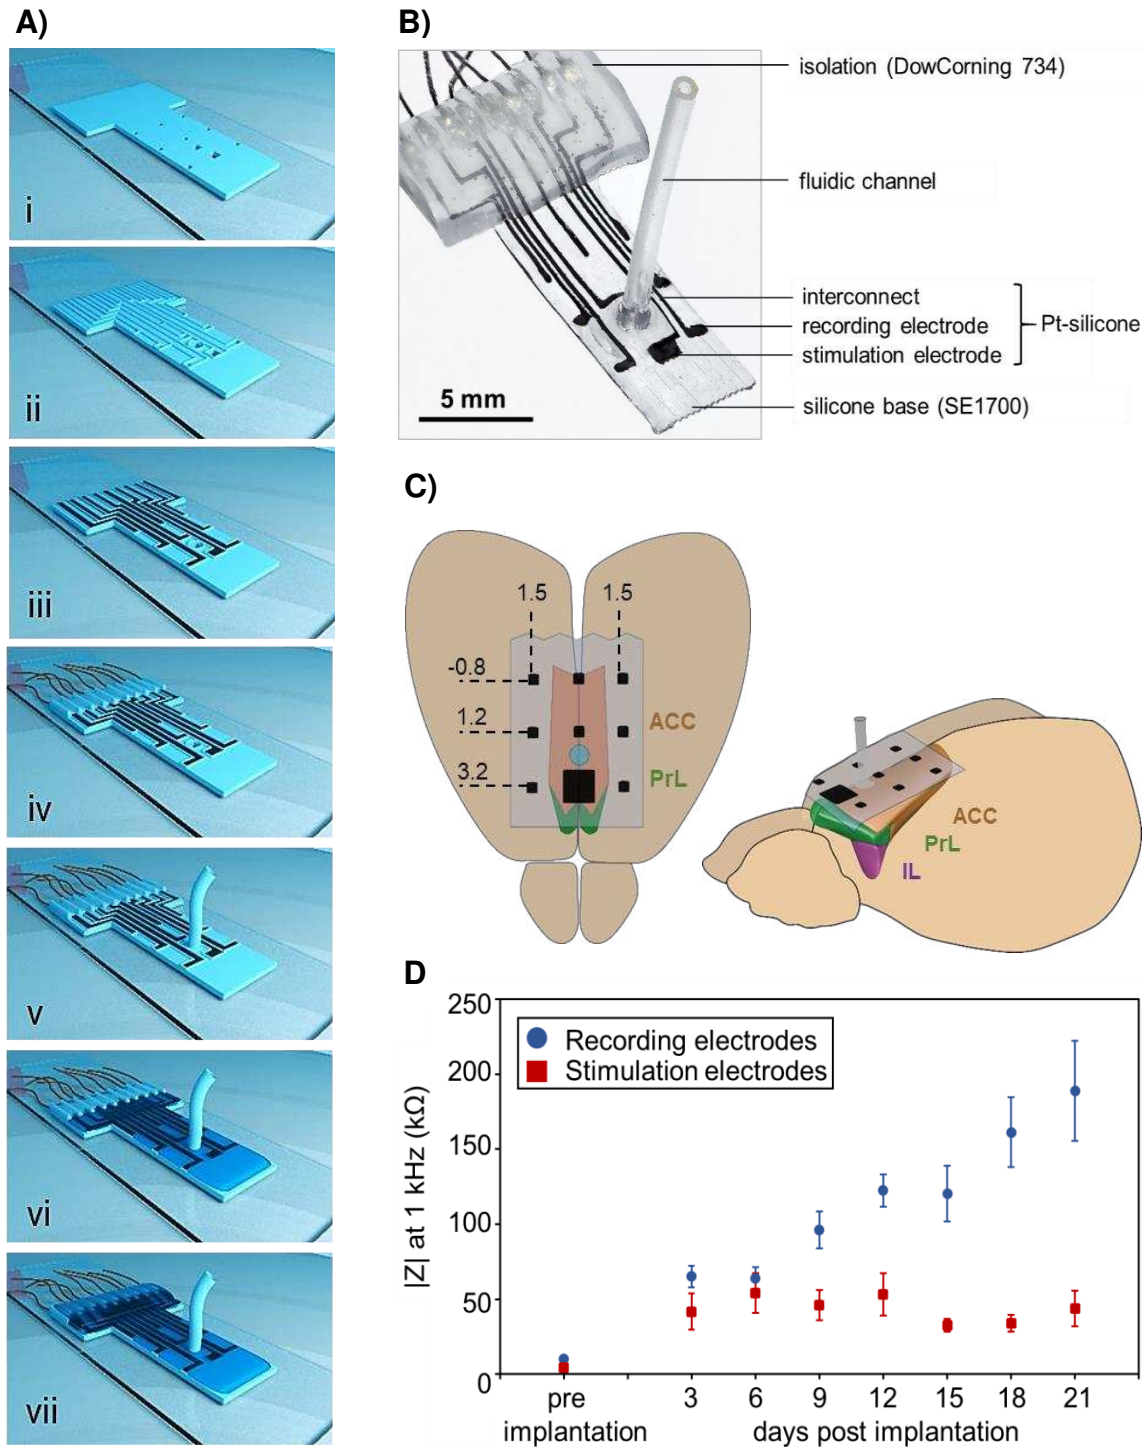 A)
i
ii
iii
iv
v
vi
vii
B)
isolation (DowCorning 734)
fluidic channel
interconnect
recording electrode
Pt-silicone
stimulation electrode
silicone base (SE1700)
5 mm
C)
1.5 1.5
-0.8
1.2
3.2
ACC
PrL
ACC
PrL
IL
D
250
200
150
100
50
0
|Z| at 1 kHz (kΩ)
Recording electrodes
Stimulation electrodes
pre 3 6 9 12 15 18 21
implantation days post implantation